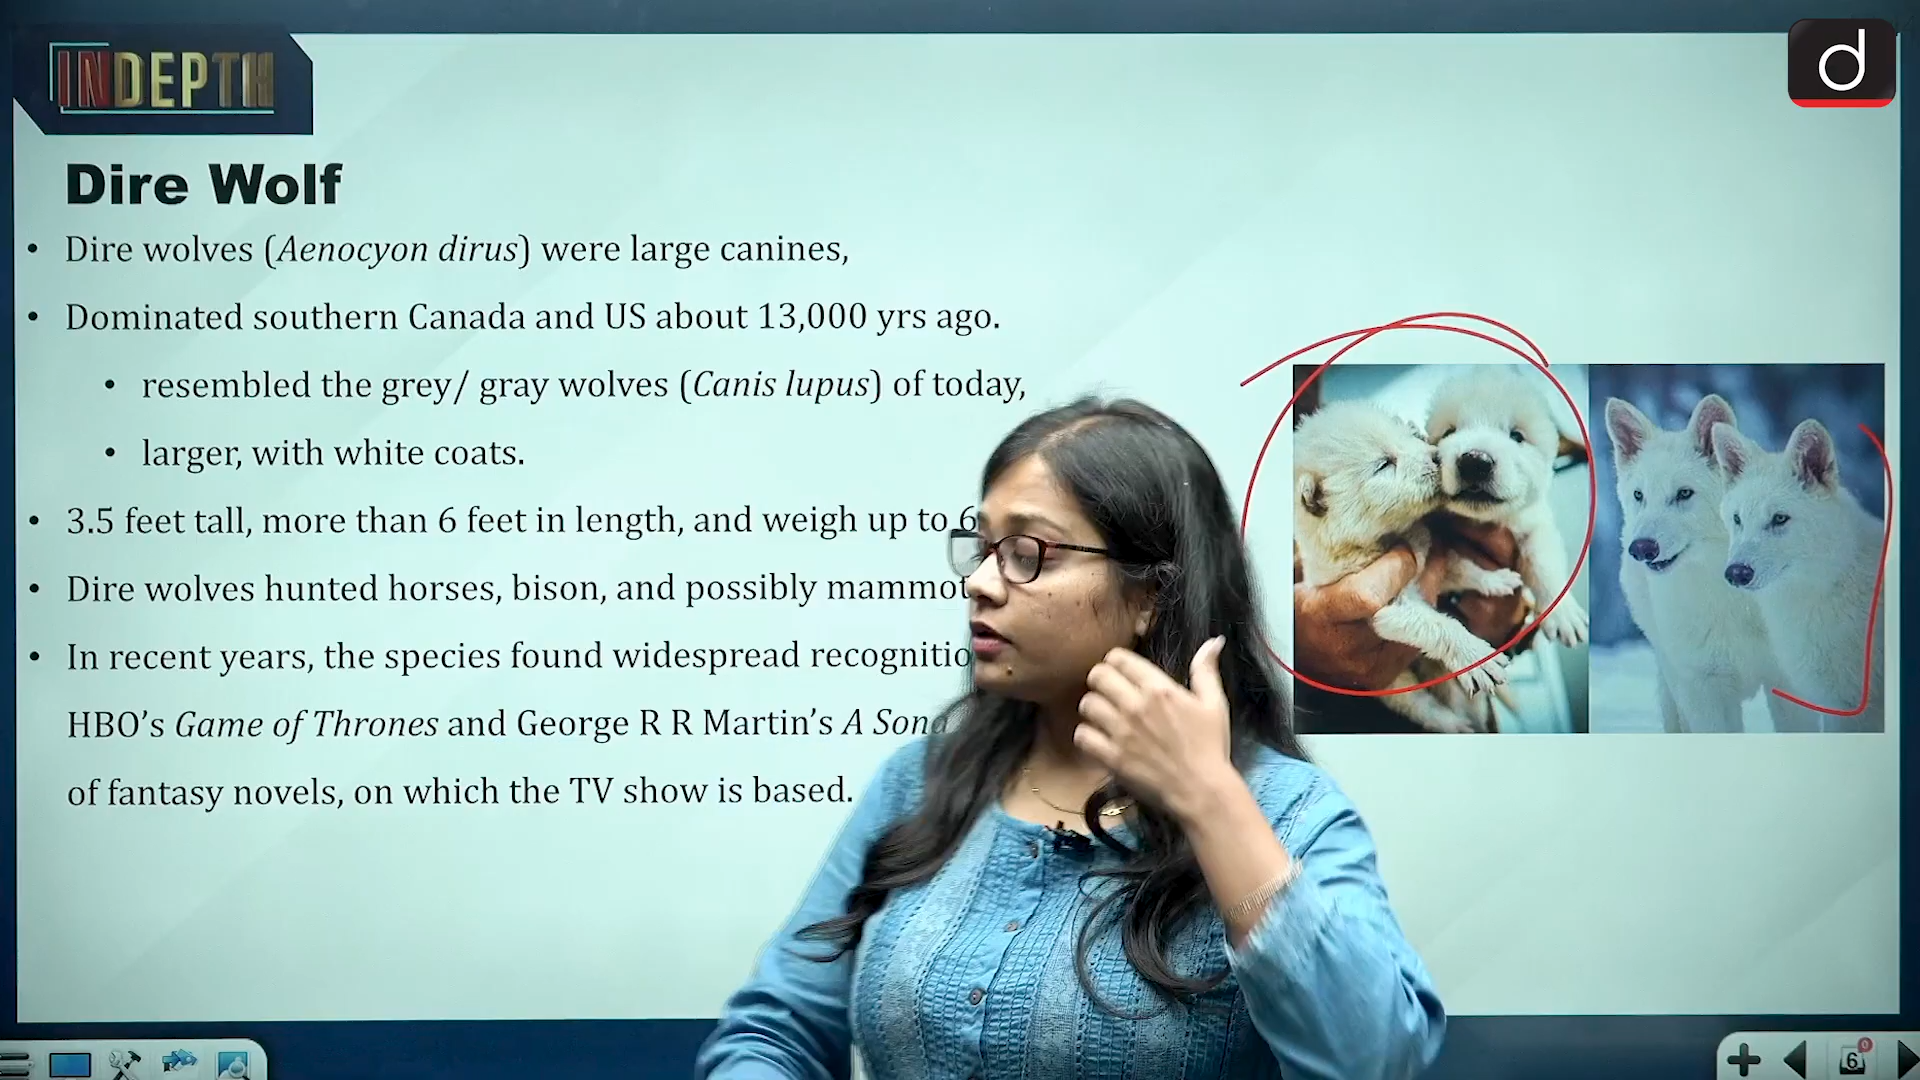 INDEPTH
d
Dire Wolf
• Dire wolves (Aenocyon dirus) were large canines,
• Dominated southern Canada and US about 13,000 yrs ago.
• resembled the grey/ gray wolves (Canis lupus) of today,
• larger, with white coats.
• 3.5 feet tall, more than 6 feet in length, and weigh up to
• Dire wolves hunted horses, bison, and possibly
• In recent years, the species found widespread
HBO's Game of Thrones and George R R Martin's A
of fantasy novels, on which the TV show is based.
6
0